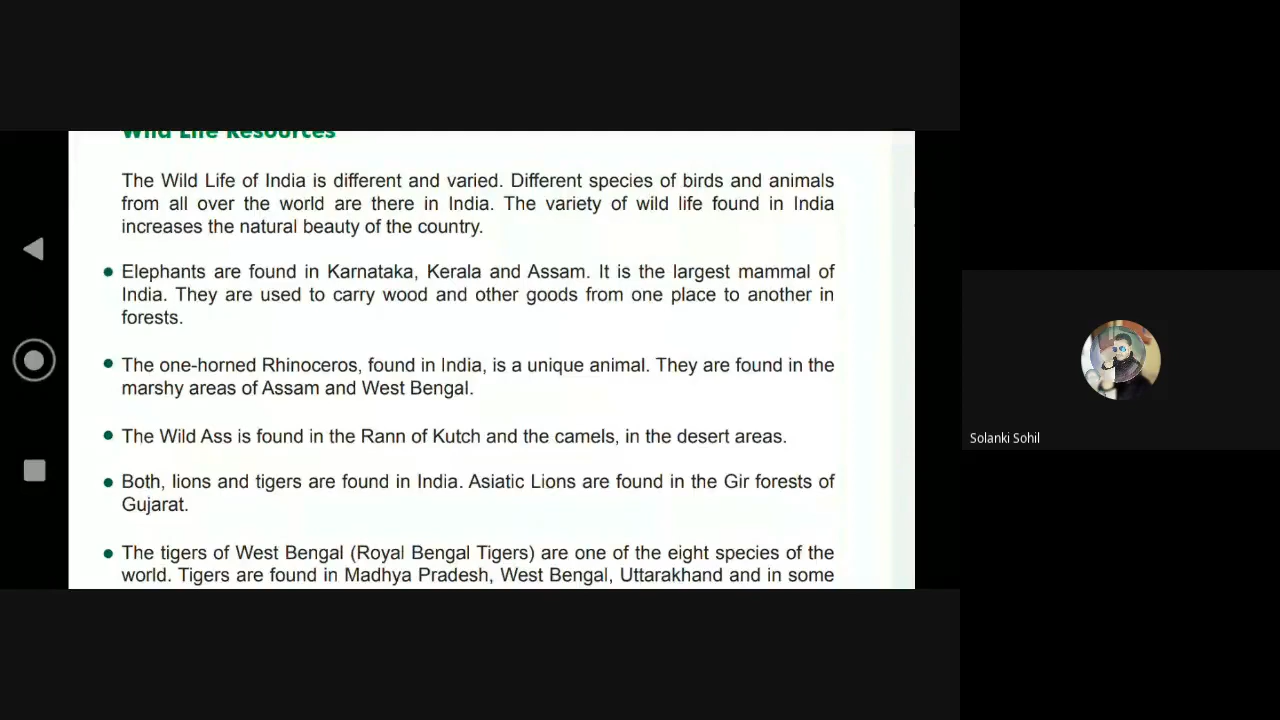 Wild Life Resources
The Wild Life of India is different and varied. Different species of birds and animals
from all over the world are there in India. The variety of wild life found in India
increases the natural beauty of the country.
Elephants are found in Karnataka, Kerala and Assam. It is the largest mammal of
India. They are used to carry wood and other goods from one place to another in
forests.
The one-horned Rhinoceros, found in India, is a unique animal. They are found in the
marshy areas of Assam and West Bengal.
The Wild Ass is found in the Rann of Kutch and the camels, in the desert areas.
Both, lions and tigers are found in India. Asiatic Lions are found in the Gir forests of
Gujarat.
The tigers of West Bengal (Royal Bengal Tigers) are one of the eight species of the
world. Tigers are found in Madhya Pradesh, West Bengal, Uttarakhand and in some
Solanki Sohil